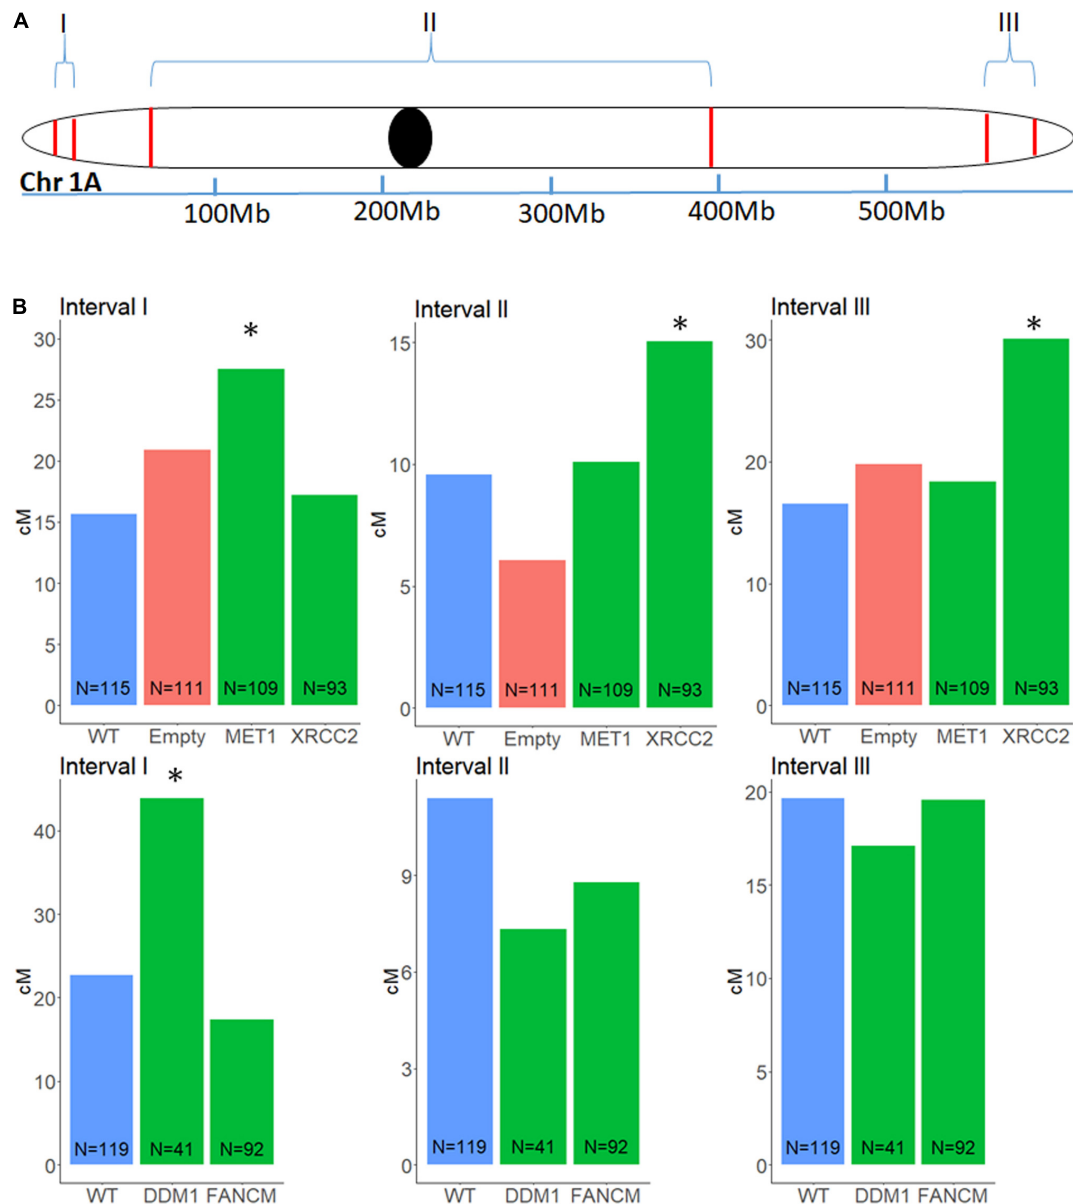 A
I II III
Chr 1A
100Mb 200Mb 300Mb 400Mb 500Mb
B
Interval I
*
30
25
20
15
10
5
0
cM
N=115 N=111 N=109 N=93
WT Empty MET1 XRCC2
Interval II
*
15
10
5
0
cM
N=115 N=111 N=109 N=93
WT Empty MET1 XRCC2
Interval III
*
30
20
10
0
cM
N=115 N=111 N=109 N=93
WT Empty MET1 XRCC2
Interval I
*
40
30
20
10
0
cM
N=119 N=41 N=92
WT DDM1 FANCM
Interval II
9
6
3
0
cM
N=119 N=41 N=92
WT DDM1 FANCM
Interval III
20
15
10
5
0
cM
N=119 N=41 N=92
WT DDM1 FANCM